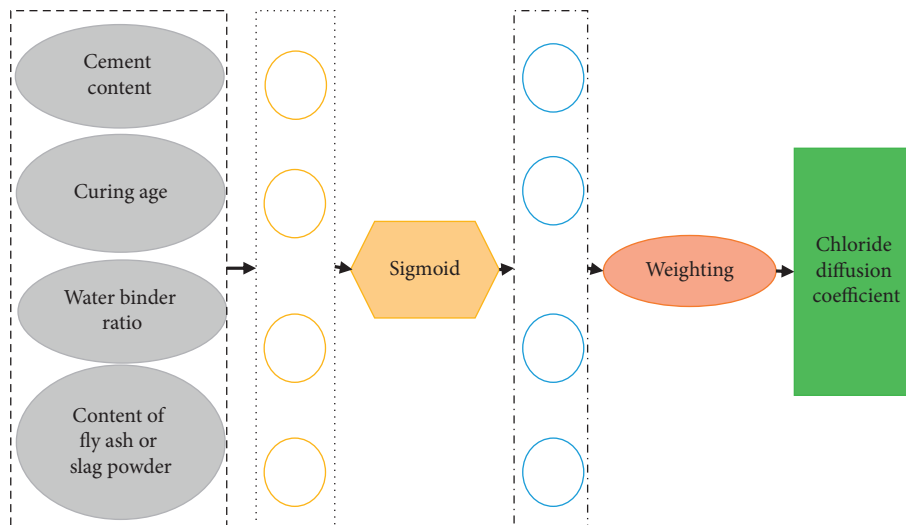 Cement
content
Curing age
Water binder
ratio
Content of
fly ash or
slag powder
Sigmoid
Weighting
Chloride
diffusion
coefficient